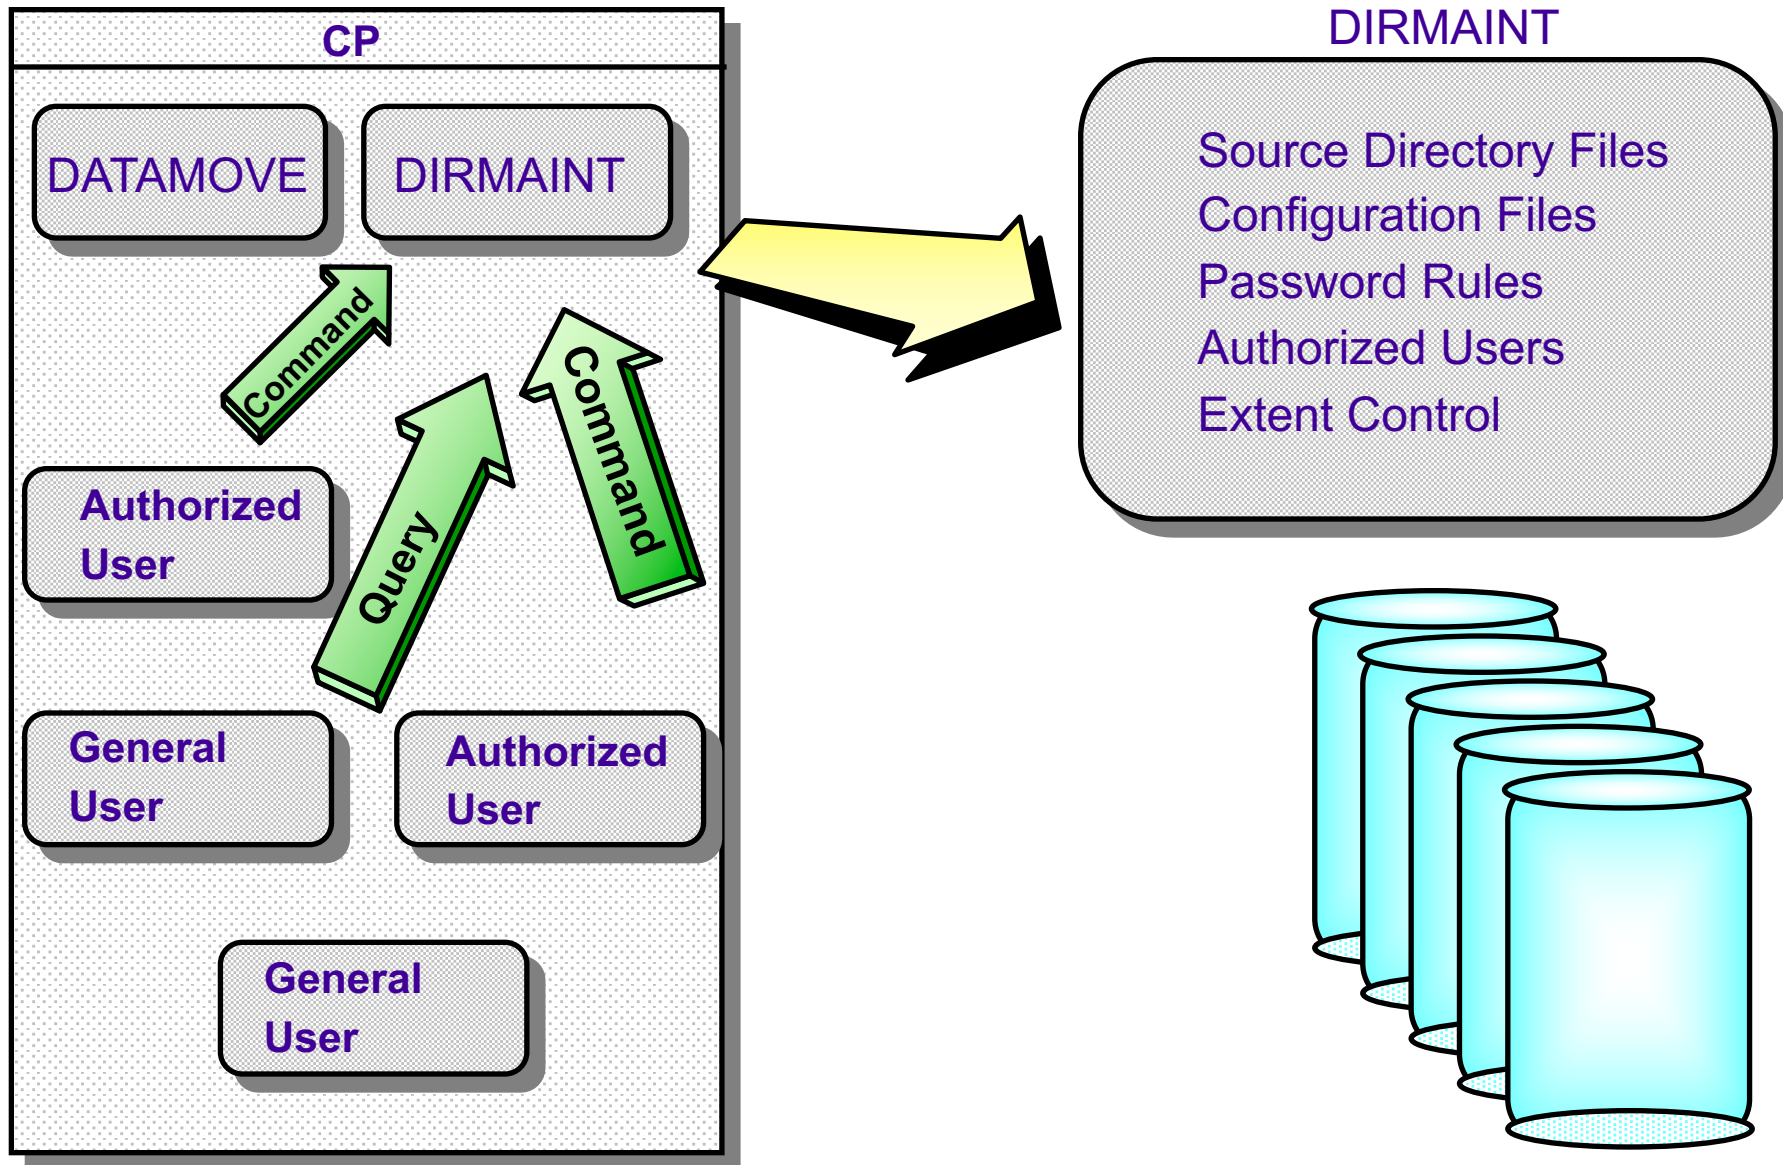 CP
DATAMOVE
DIRMAINT
Command
Command
Query
Authorized
User
General
User
Authorized
User
General
User
DIRMAINT
Source Directory Files
Configuration Files
Password Rules
Authorized Users
Extent Control